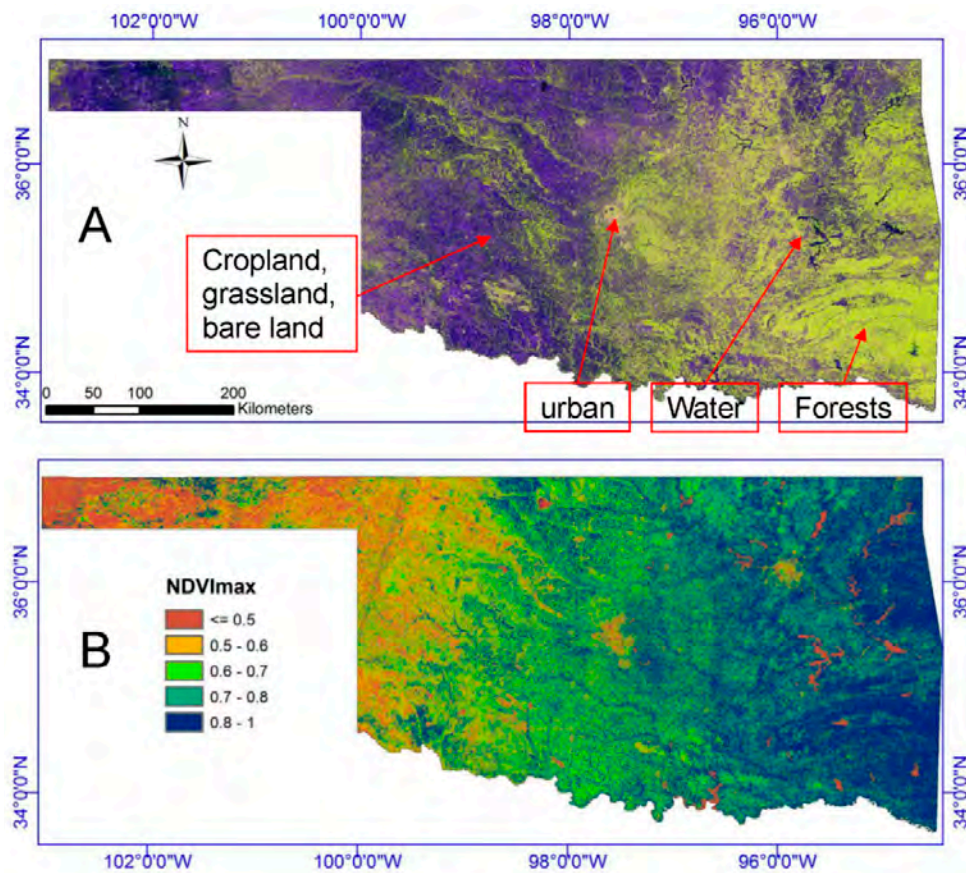 102°0'0"W 100°0'0"W 98°0'0"W 96°0'0"W
N
36°0'0"N 36°0'0"N
A
Cropland,
grassland,
bare land
34°0'0"N 34°0'0"N
0 50 100 200
Kilometers
urban Water Forests
NDVImax
36°0'0"N 36°0'0"N
<= 0.5
B
0.5 - 0.6
0.6 - 0.7
0.7 - 0.8
0.8 - 1
34°0'0"N 34°0'0"N
102°0'0"W 100°0'0"W 98°0'0"W 96°0'0"W